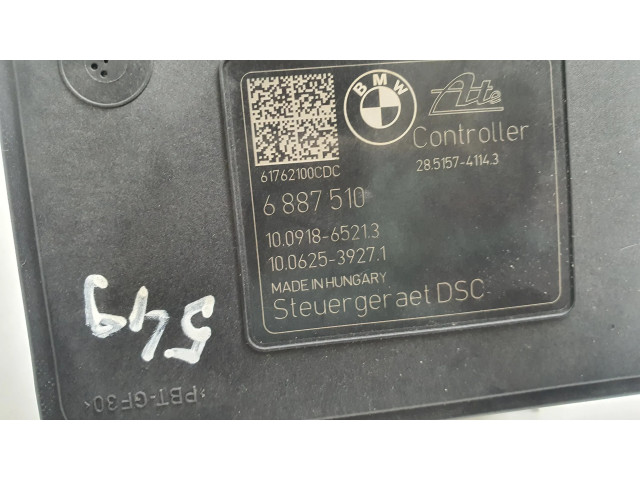 BMW
Ate
Controller
61762100CDC
28.5157-4114.3
6 887 510
10.0918-6521.3
10.0625-3927.1
MADE IN HUNGARY
Steuergeraet DSC
549
>PBT-GF30<